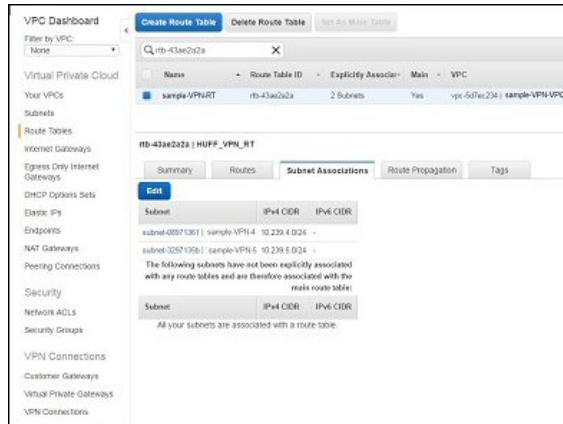 VPC Dashboard
Filter by VPC:
None
Virtual Private Cloud
Your VPCs
Subnets
Route Tables
Internet Gateways
Egress Only Internet
Gateways
DHCP Options Sets
Elastic IPs
Endpoints
NAT Gateways
Peering Connections
Security
Network ACLs
Security Groups
VPN Connections
Customer Gateways
Virtual Private Gateways
VPN Connections
Create Route Table Delete Route Table Set As Main Table
rtb-43ae2a2a X
Name Route Table ID Explicitly Associat Main VPC
sample-VPN-RT rtb-43ae2a2a 2 Subnets Yes vpc-5d7ec234 | sample-VPN-VPC
rtb-43ae2a2a | HUFF_VPN_RT
Summary Routes Subnet Associations Route Propagation Tags
Edit
Subnet IPv4 CIDR IPv6 CIDR
subnet-08971361 | sample-VPN-4 10.239.4.0/24 -
subnet-3297135b | sample-VPN-5 10.239.5.0/24 -
The following subnets have not been explicitly associated
with any route tables and are therefore associated with the
main route table:
Subnet IPv4 CIDR IPv6 CIDR
All your subnets are associated with a route table.